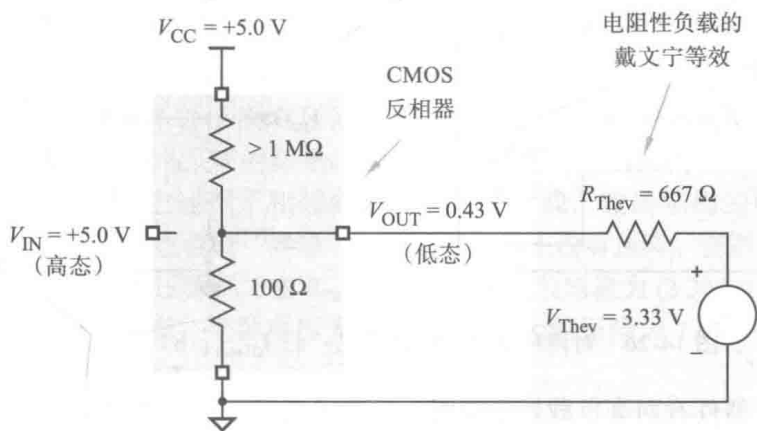 V_CC = +5.0 V
电阻性负载的
戴文宁等效
CMOS
反相器
> 1 MΩ
R_Thev = 667 Ω
V_IN = +5.0 V
(高态)
V_OUT = 0.43 V
(低态)
100 Ω
+
V_Thev = 3.33 V
−